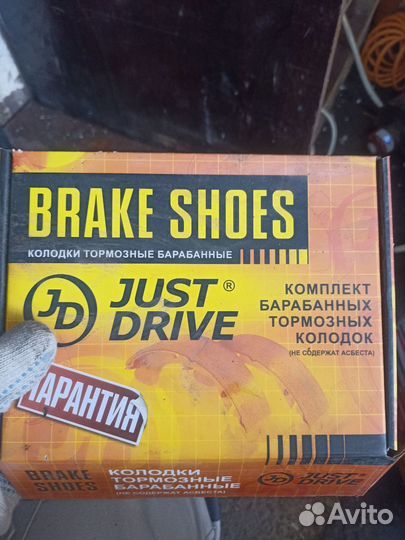 BRAKE SHOES
КОЛОДКИ ТОРМОЗНЫЕ БАРАБАННЫЕ
JD
JUST ®
DRIVE
КОМПЛЕКТ
БАРАБАННЫХ
ТОРМОЗНЫХ
КОЛОДОК
(НЕ СОДЕРЖАТ АСБЕСТА)
ГАРАНТИЯ
BRAKE
SHOES
КОЛОДКИ
ТОРМОЗНЫЕ
БАРАБАННЫЕ
(НЕ СОДЕРЖАТ АСБЕСТА)
JD
JUST
DRIVE
Avito